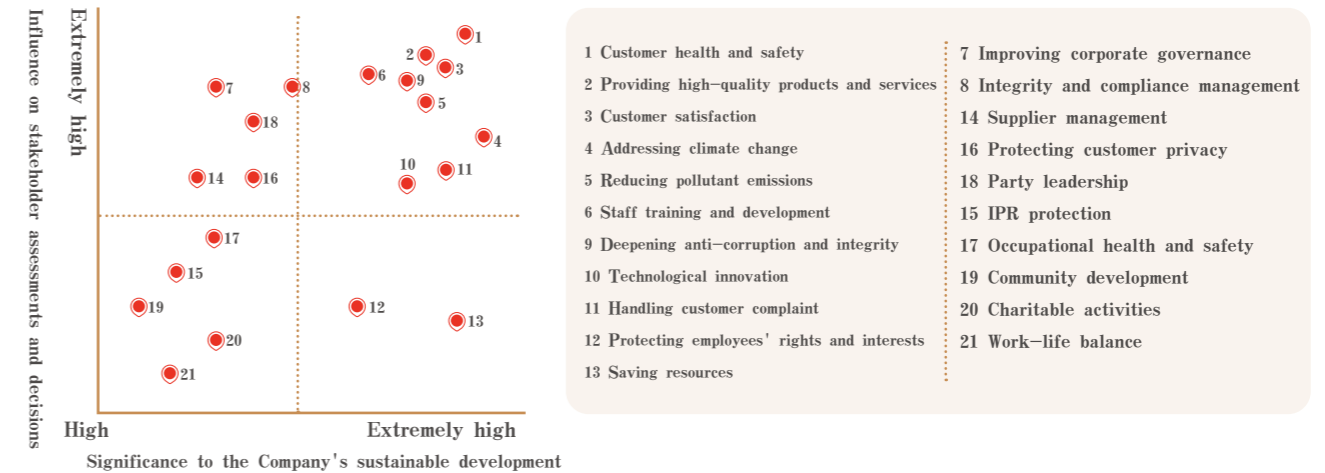 Influence on stakeholder assessments and decisions
Extremely high
1
2
3
6
9
7
8
5
18
4
10
11
14
16
17
15
19
12
13
20
21
High
Extremely high
Significance to the Company's sustainable development
1 Customer health and safety
2 Providing high-quality products and services
3 Customer satisfaction
4 Addressing climate change
5 Reducing pollutant emissions
6 Staff training and development
9 Deepening anti-corruption and integrity
10 Technological innovation
11 Handling customer complaint
12 Protecting employees' rights and interests
13 Saving resources
7 Improving corporate governance
8 Integrity and compliance management
14 Supplier management
16 Protecting customer privacy
18 Party leadership
15 IPR protection
17 Occupational health and safety
19 Community development
20 Charitable activities
21 Work-life balance